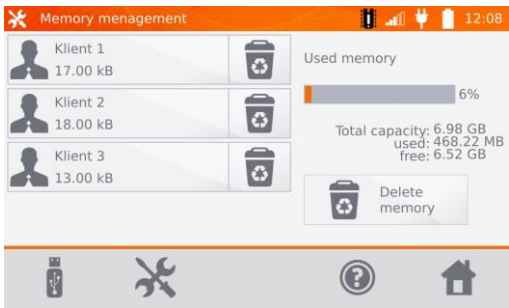 Memory menagement
12:08
Klient 1
17.00 kB
Klient 2
18.00 kB
Klient 3
13.00 kB
Used memory
6%
Total capacity: 6.98 GB
used: 468.22 MB
free: 6.52 GB
Delete
memory